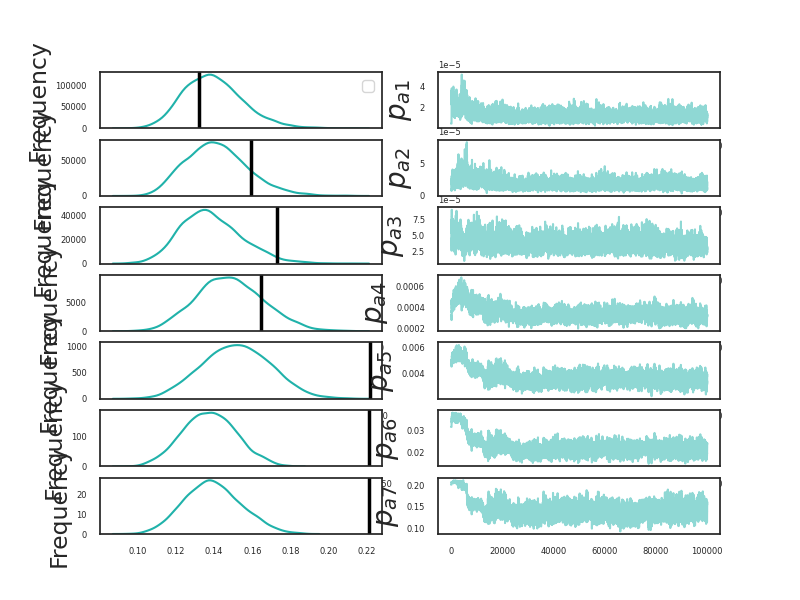 Frequency
100000
50000
0
p_a1
1e−5
4
2
Frequency
50000
0
p_a2
1e−5
5
0
Frequency
40000
20000
0
p_a3
1e−5
7.5
5.0
2.5
Frequency
5000
0
p_a4
0.0006
0.0004
0.0002
Frequency
1000
500
0
p_a5
0.006
0.004
Frequency
100
0
p_a6
0.03
0.02
Frequency
20
10
0
p_a7
0.20
0.15
0.10
0.10 0.12 0.14 0.16 0.18 0.20 0.22
0 20000 40000 60000 80000 100000